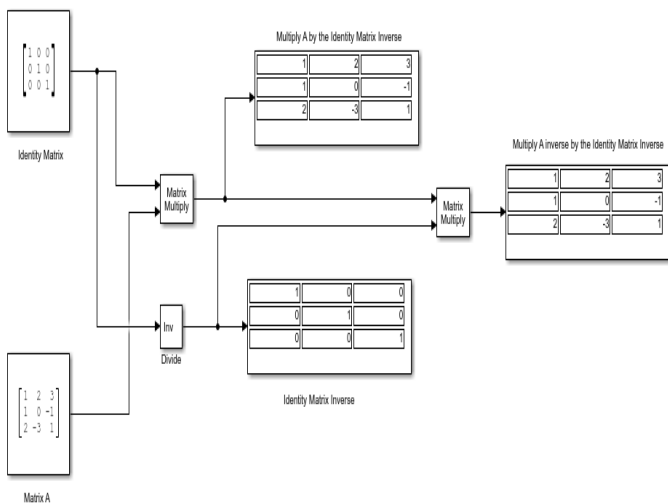 1 0 0
0 1 0
0 0 1
Identity Matrix
Multiply A by the Identity Matrix Inverse
1 2 3
1 0 -1
2 -3 1
Matrix
Multiply
Matrix
Multiply
Multiply A inverse by the Identity Matrix Inverse
1 2 3
1 0 -1
2 -3 1
Inv
Divide
1 0 0
0 1 0
0 0 1
Identity Matrix Inverse
1 2 3
1 0 -1
2 -3 1
Matrix A